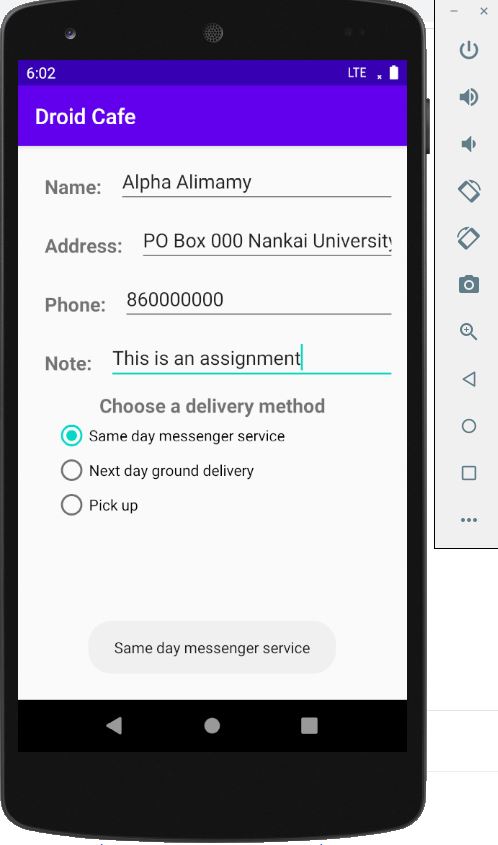 6:02 LTE
Droid Cafe
Name: Alpha Alimamy
Address: PO Box 000 Nankai University
Phone: 860000000
Note: This is an assignment
Choose a delivery method
Same day messenger service
Next day ground delivery
Pick up
Same day messenger service